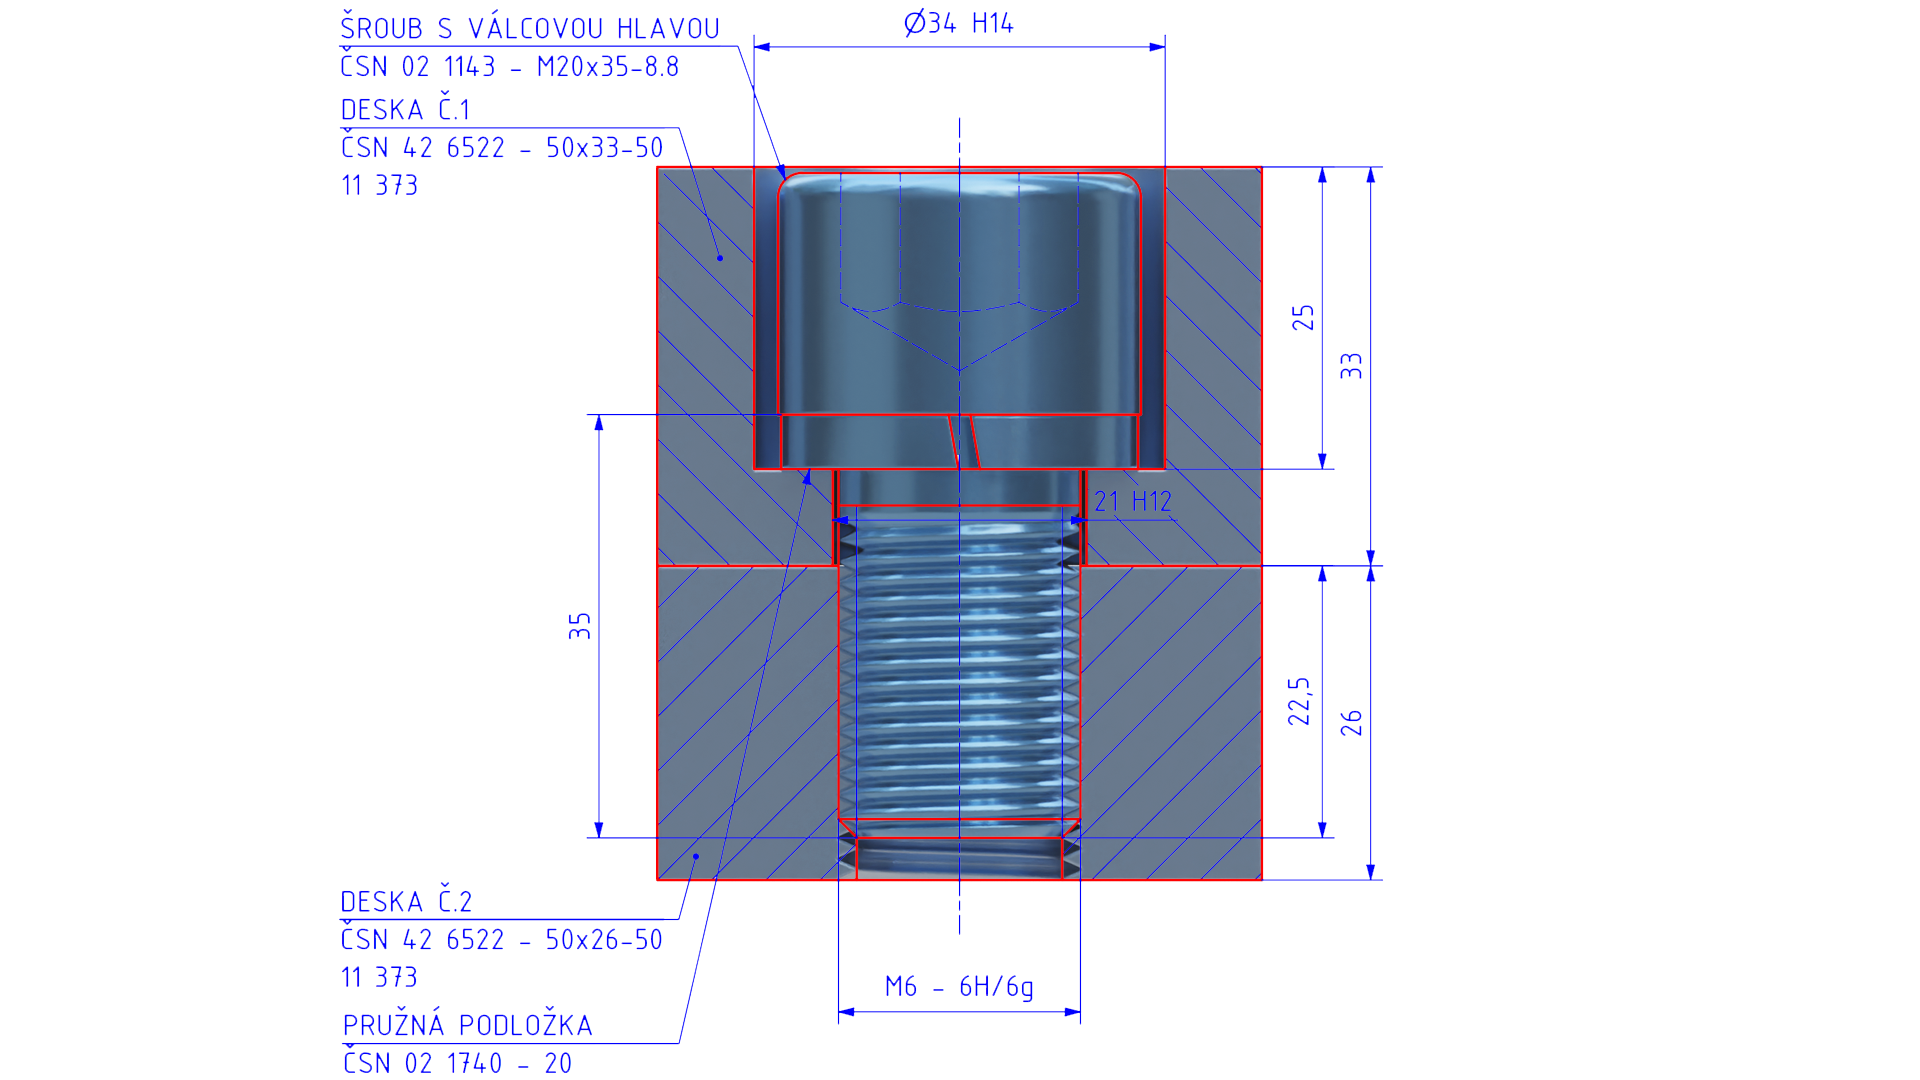 ŠROUB S VÁLCOVOU HLAVOU
ČSN 02 1143 – M20x35–8.8
DESKA Č.1
ČSN 42 6522 – 50x33–50
11 373
Ø34 H14
25
33
21 H12
35
22,5
26
DESKA Č.2
ČSN 42 6522 – 50x26–50
11 373
M6 – 6H/6g
PRUŽNÁ PODLOŽKA
ČSN 02 1740 – 20